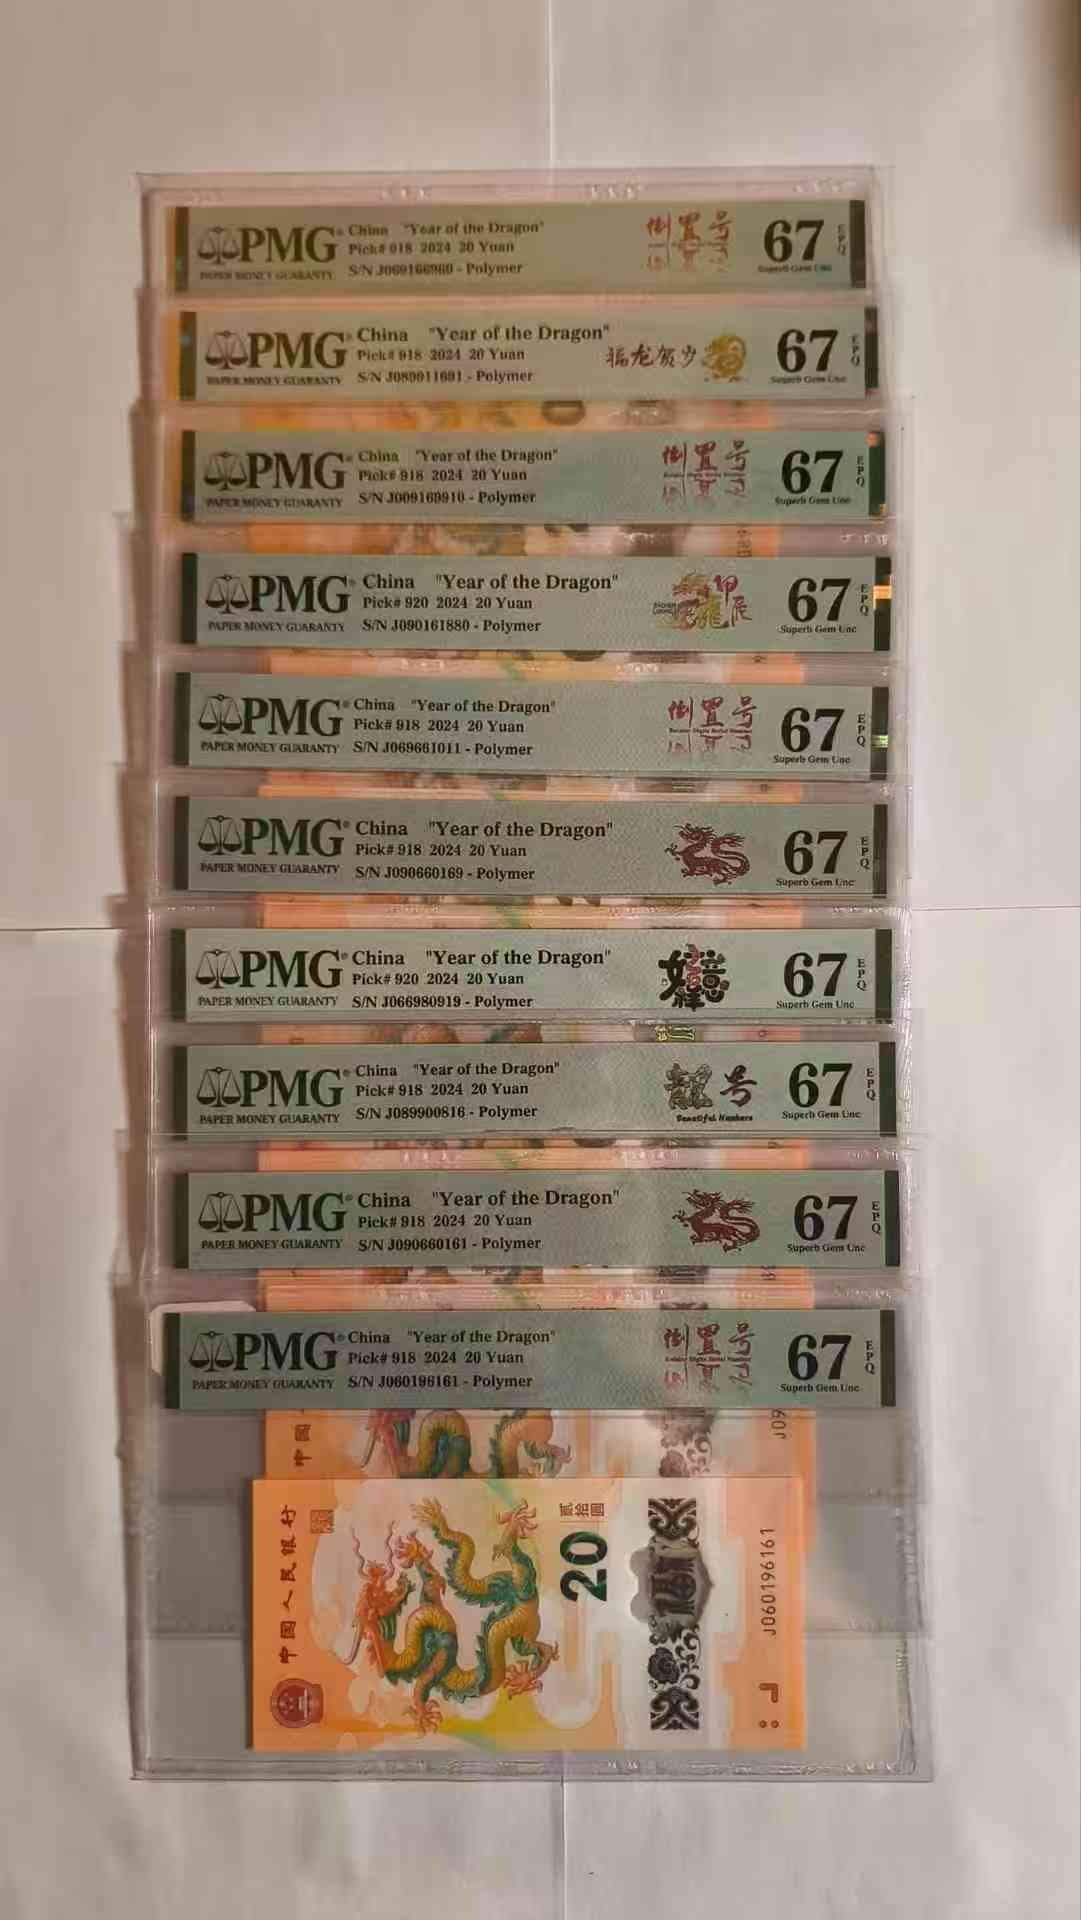 PMG® China "Year of the Dragon" 倒置号 67 EPQ
Pick# 918 2024 20 Yuan
PAPER MONEY GUARANTY S/N J069166960 - Polymer Superb Gem Unc
PMG® China "Year of the Dragon" 福龙贺岁 67 EPQ
Pick# 918 2024 20 Yuan
PAPER MONEY GUARANTY S/N J089911691 - Polymer Superb Gem Unc
PMG® China "Year of the Dragon" 倒置号 67 EPQ
Pick# 918 2024 20 Yuan
PAPER MONEY GUARANTY S/N J009169910 - Polymer Superb Gem Unc
PMG® China "Year of the Dragon" 甲辰 67 EPQ
Pick# 920 2024 20 Yuan
PAPER MONEY GUARANTY S/N J090161880 - Polymer Superb Gem Unc
PMG® China "Year of the Dragon" 倒置号 67 EPQ
Pick# 918 2024 20 Yuan
PAPER MONEY GUARANTY S/N J069661011 - Polymer Superb Gem Unc
PMG® China "Year of the Dragon" 67 EPQ
Pick# 918 2024 20 Yuan
PAPER MONEY GUARANTY S/N J090660169 - Polymer Superb Gem Unc
PMG® China "Year of the Dragon" 67 EPQ
Pick# 920 2024 20 Yuan
PAPER MONEY GUARANTY S/N J066980919 - Polymer Superb Gem Unc
PMG® China "Year of the Dragon" 号 67 EPQ
Pick# 918 2024 20 Yuan
PAPER MONEY GUARANTY S/N J089900816 - Polymer Beautiful Numbers Superb Gem Unc
PMG® China "Year of the Dragon" 67 EPQ
Pick# 918 2024 20 Yuan
PAPER MONEY GUARANTY S/N J090660161 - Polymer Superb Gem Unc
PMG® China "Year of the Dragon" 倒置号 67 EPQ
Pick# 918 2024 20 Yuan
PAPER MONEY GUARANTY S/N J060196161 - Polymer Superb Gem Unc
中国
J09
中国人民银行
贰拾圆
20
J060196161